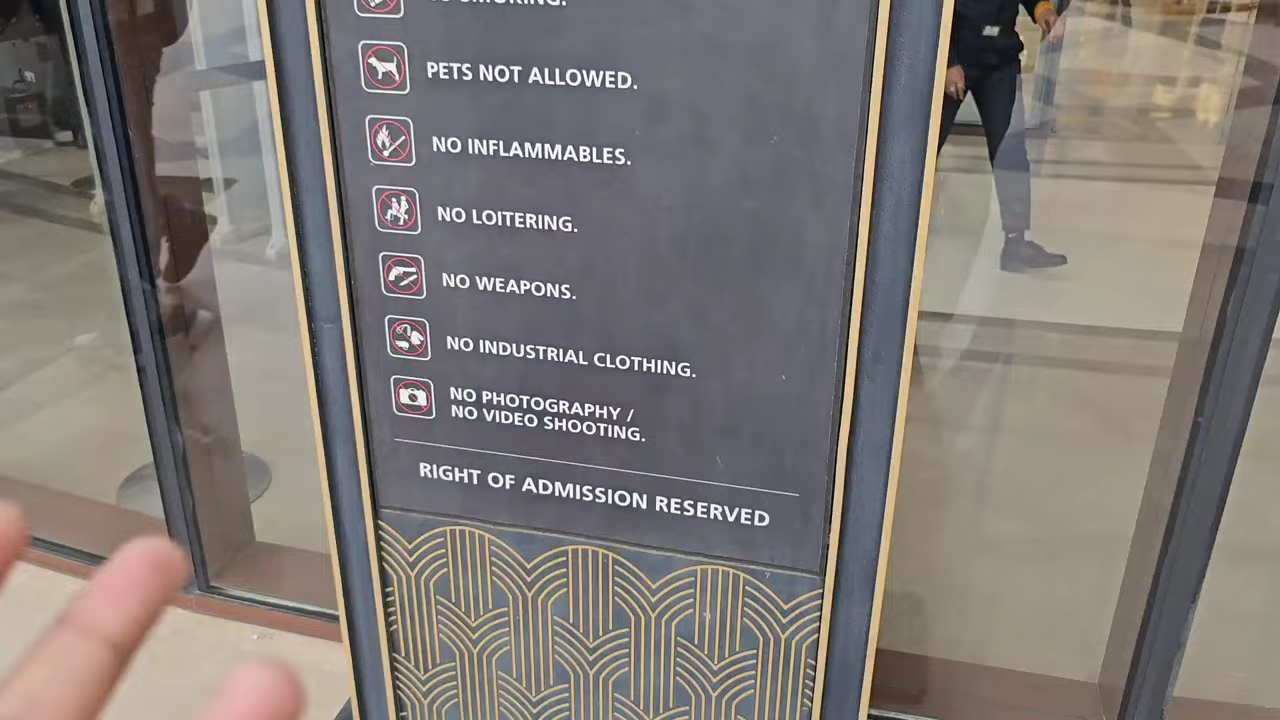 SMOKING.
PETS NOT ALLOWED.
NO INFLAMMABLES.
NO LOITERING.
NO WEAPONS.
NO INDUSTRIAL CLOTHING.
NO PHOTOGRAPHY /
NO VIDEO SHOOTING.
RIGHT OF ADMISSION RESERVED